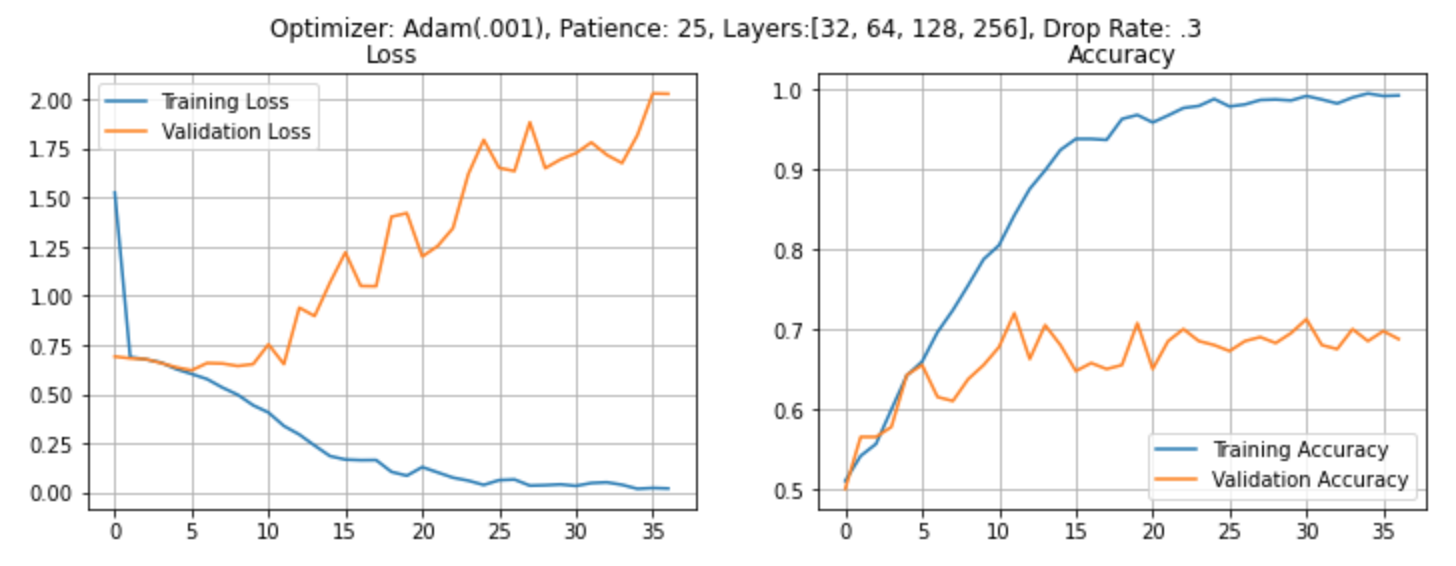 Optimizer: Adam(.001), Patience: 25, Layers:[32, 64, 128, 256], Drop Rate: .3
Loss
Training Loss
Validation Loss
2.00
1.75
1.50
1.25
1.00
0.75
0.50
0.25
0.00
0 5 10 15 20 25 30 35
Accuracy
1.0
0.9
0.8
0.7
0.6
0.5
Training Accuracy
Validation Accuracy
0 5 10 15 20 25 30 35